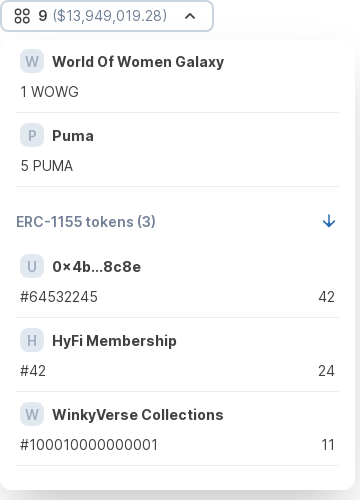 9 ($13,949,019.28)
W World Of Women Galaxy
1 WOWG
P Puma
5 PUMA
ERC-1155 tokens (3)
U 0x4b...8c8e
#64532245 42
H HyFi Membership
#42 24
W WinkyVerse Collections
#100010000000001 11